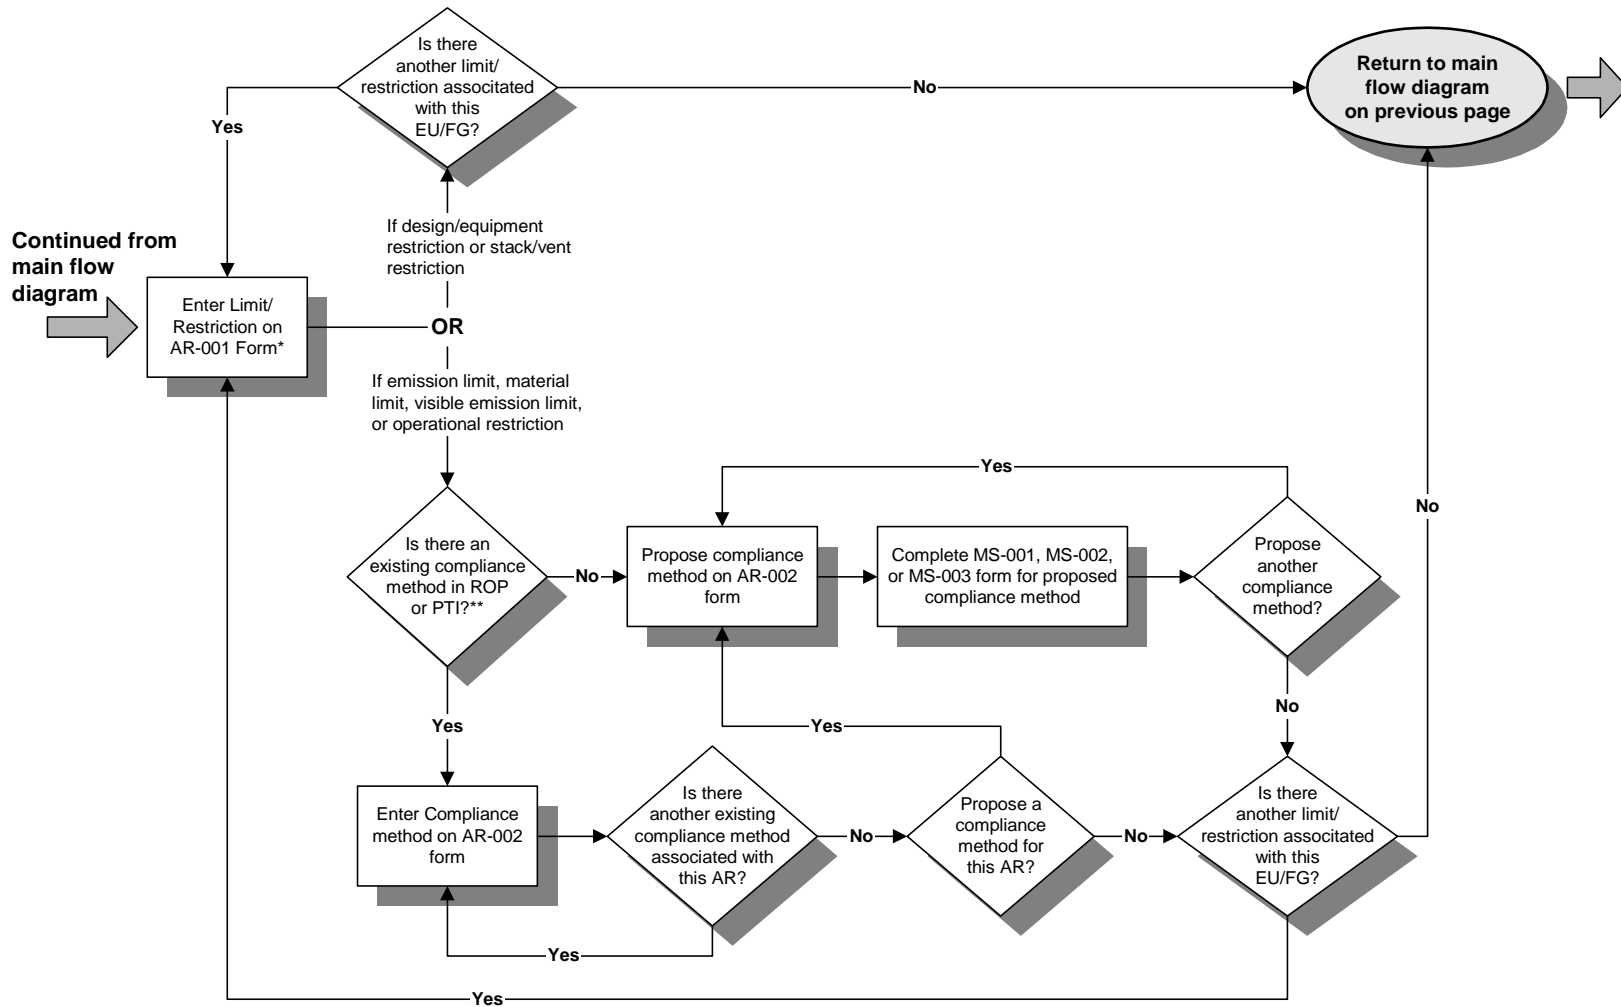 Is there
another limit/
restriction associtated
with this
EU/FG?
No
Return to main
flow diagram
on previous page
Yes
If design/equipment
restriction or stack/vent
restriction
Continued from
main flow
diagram
Enter Limit/
Restriction on
AR-001 Form*
OR
If emission limit, material
limit, visible emission limit,
or operational restriction
Yes
No
Is there an
existing compliance
method in ROP
or PTI?**
No
Propose compliance
method on AR-002
form
Complete MS-001, MS-002,
or MS-003 form for proposed
compliance method
Propose
another
compliance
method?
No
Yes
Yes
Enter Compliance
method on AR-002
form
Is there
another existing
compliance method
associated with
this AR?
No
Propose a
compliance
method for
this AR?
No
Is there
another limit/
restriction associtated
with this
EU/FG?
Yes
Yes